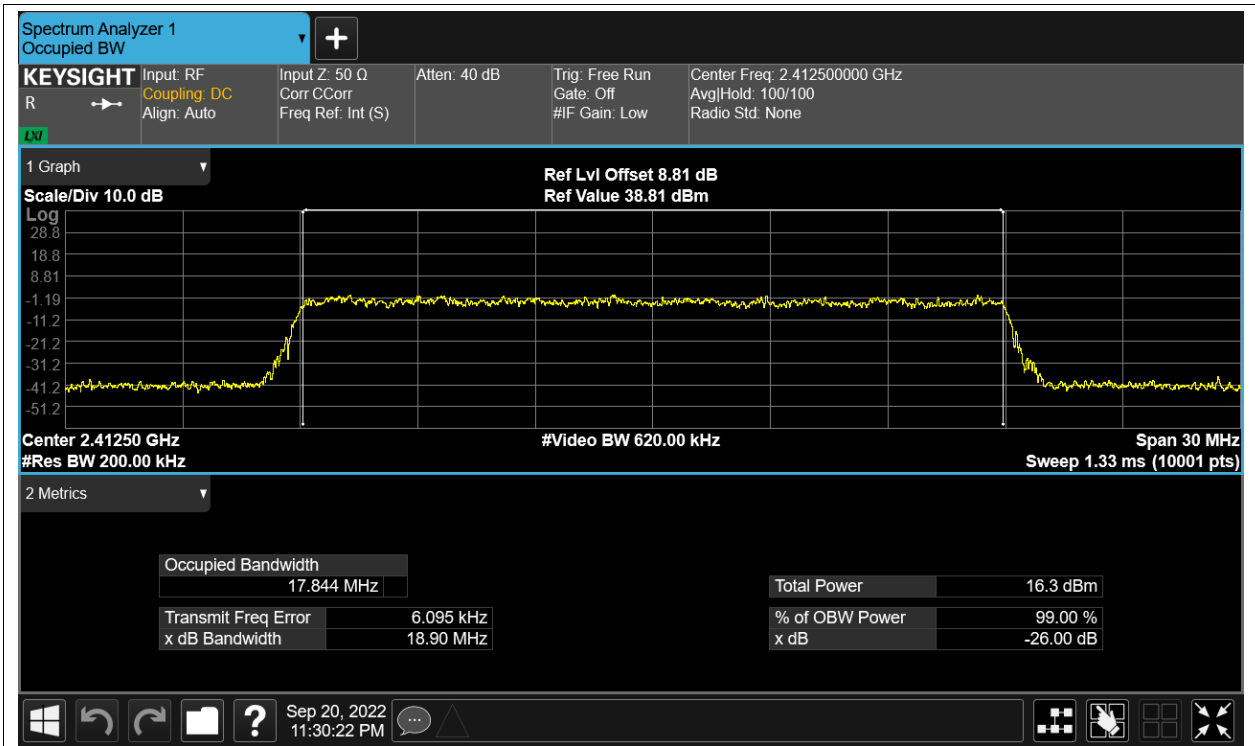 Spectrum Analyzer 1
Occupied BW
KEYSIGHT
R
LXI
Input: RF
Coupling: DC
Align: Auto
Input Z: 50 Ω
Corr CCorr
Freq Ref: Int (S)
Atten: 40 dB
Trig: Free Run
Gate: Off
#IF Gain: Low
Center Freq: 2.412500000 GHz
Avg|Hold: 100/100
Radio Std: None
1 Graph
Scale/Div 10.0 dB
Ref Lvl Offset 8.81 dB
Ref Value 38.81 dBm
Log
28.8
18.8
8.81
-1.19
-11.2
-21.2
-31.2
-41.2
-51.2
Center 2.41250 GHz
#Video BW 620.00 kHz
Span 30 MHz
#Res BW 200.00 kHz
Sweep 1.33 ms (10001 pts)
2 Metrics
Occupied Bandwidth
17.844 MHz
Transmit Freq Error 6.095 kHz
x dB Bandwidth 18.90 MHz
Total Power 16.3 dBm
% of OBW Power 99.00 %
x dB -26.00 dB
Sep 20, 2022
11:30:22 PM